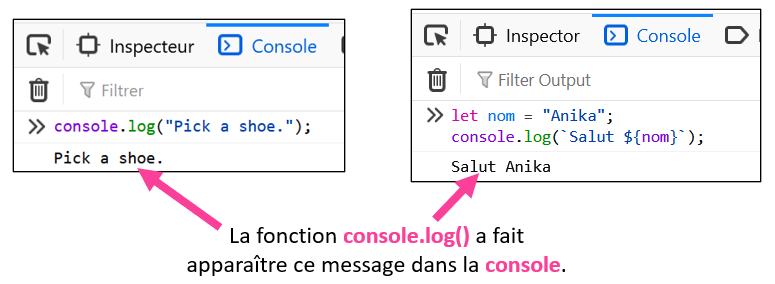 Inspecteur Console
Filtrer
console.log("Pick a shoe.");
Pick a shoe.
Inspector Console
Filter Output
let nom = "Anika";
console.log(`Salut ${nom}`);
Salut Anika
La fonction console.log() a fait
apparaître ce message dans la console.